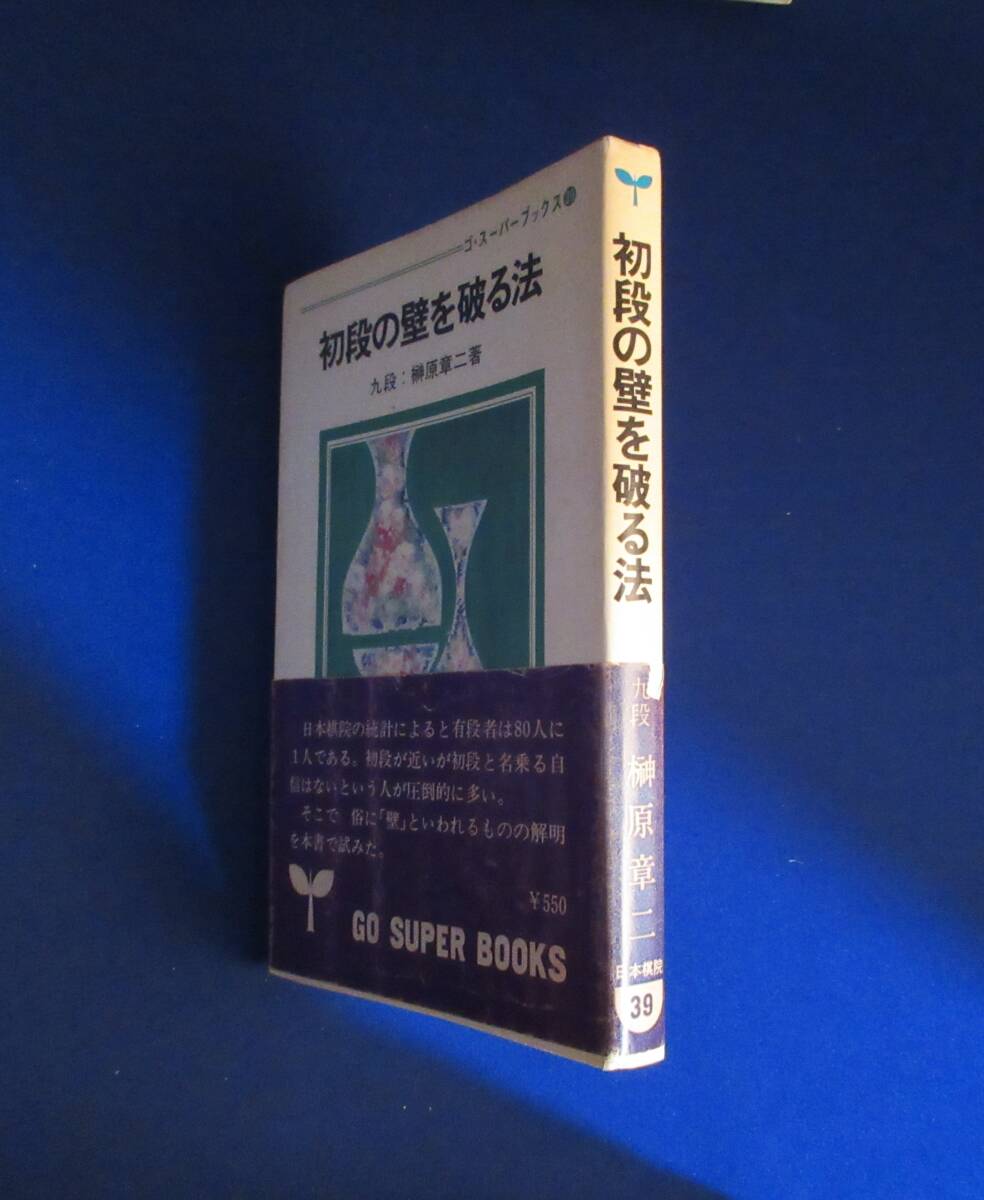 ゴ・スーパーブックス39
初段の壁を破る法
九段：榊原章二著
日本棋院の統計によると有段者は80人に
1人である。初段が近いが初段と名乗る自
信はないという人が圧倒的に多い。
そこで 俗に「壁」といわれるものの解明
を本書で試みた。
¥550
GO SUPER BOOKS
初段の壁を破る法
九段 榊原章二
日本棋院
39